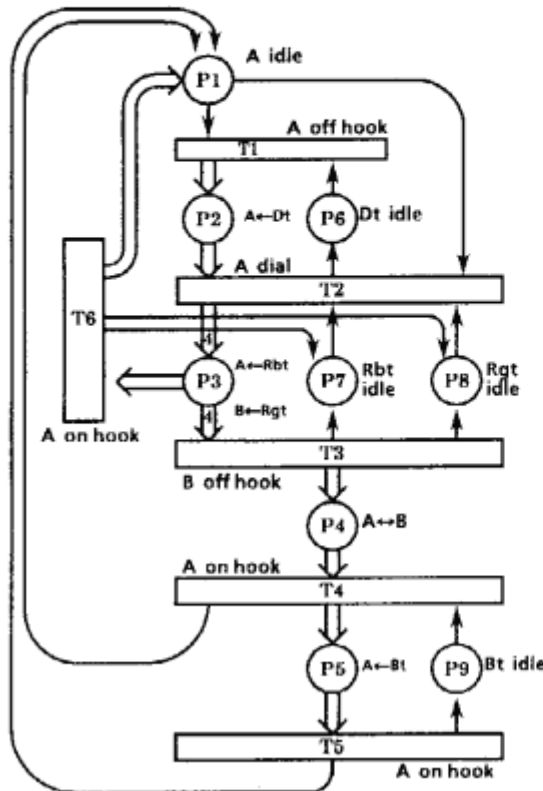 A idle
P1
A off hook
T1
P2 A←Dt P6 Dt idle
A dial
T2
T6
4
P3 A←Rbt P7 Rbt idle P8 Rgt idle
4 B←Rgt
A on hook
T3
B off hook
P4 A↔B
A on hook
T4
P5 A←Bt P9 Bt idle
T5
A on hook